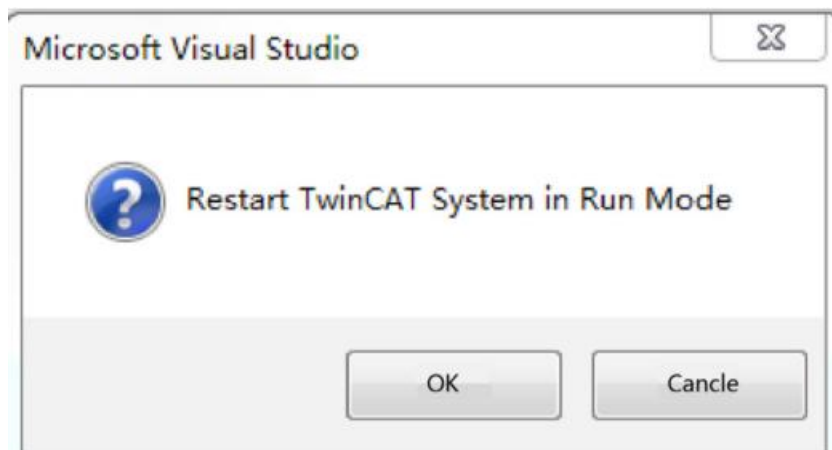 Microsoft Visual Studio
Restart TwinCAT System in Run Mode
OK
Cancle